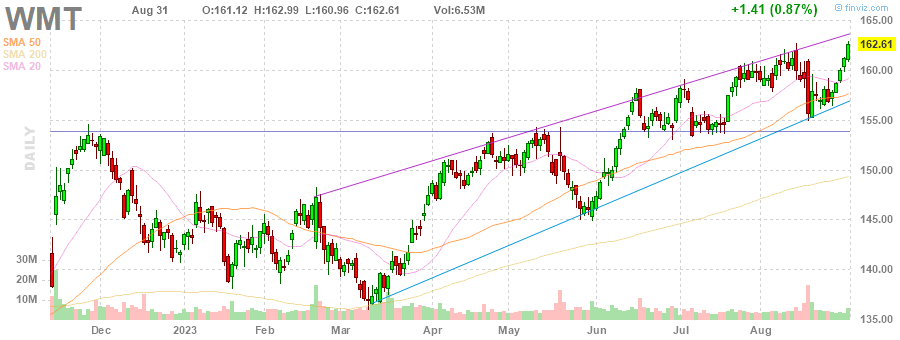 WMT Aug 31 O:161.12 H:162.99 L:160.96 C:162.61 Vol:6.53M +1.41 (0.87%) © finviz.com
SMA 50
SMA 200
SMA 20
DAILY
165.00
162.61
160.00
155.00
150.00
145.00
140.00
135.00
30M
20M
10M
Dec 2023 Feb Mar Apr May Jun Jul Aug